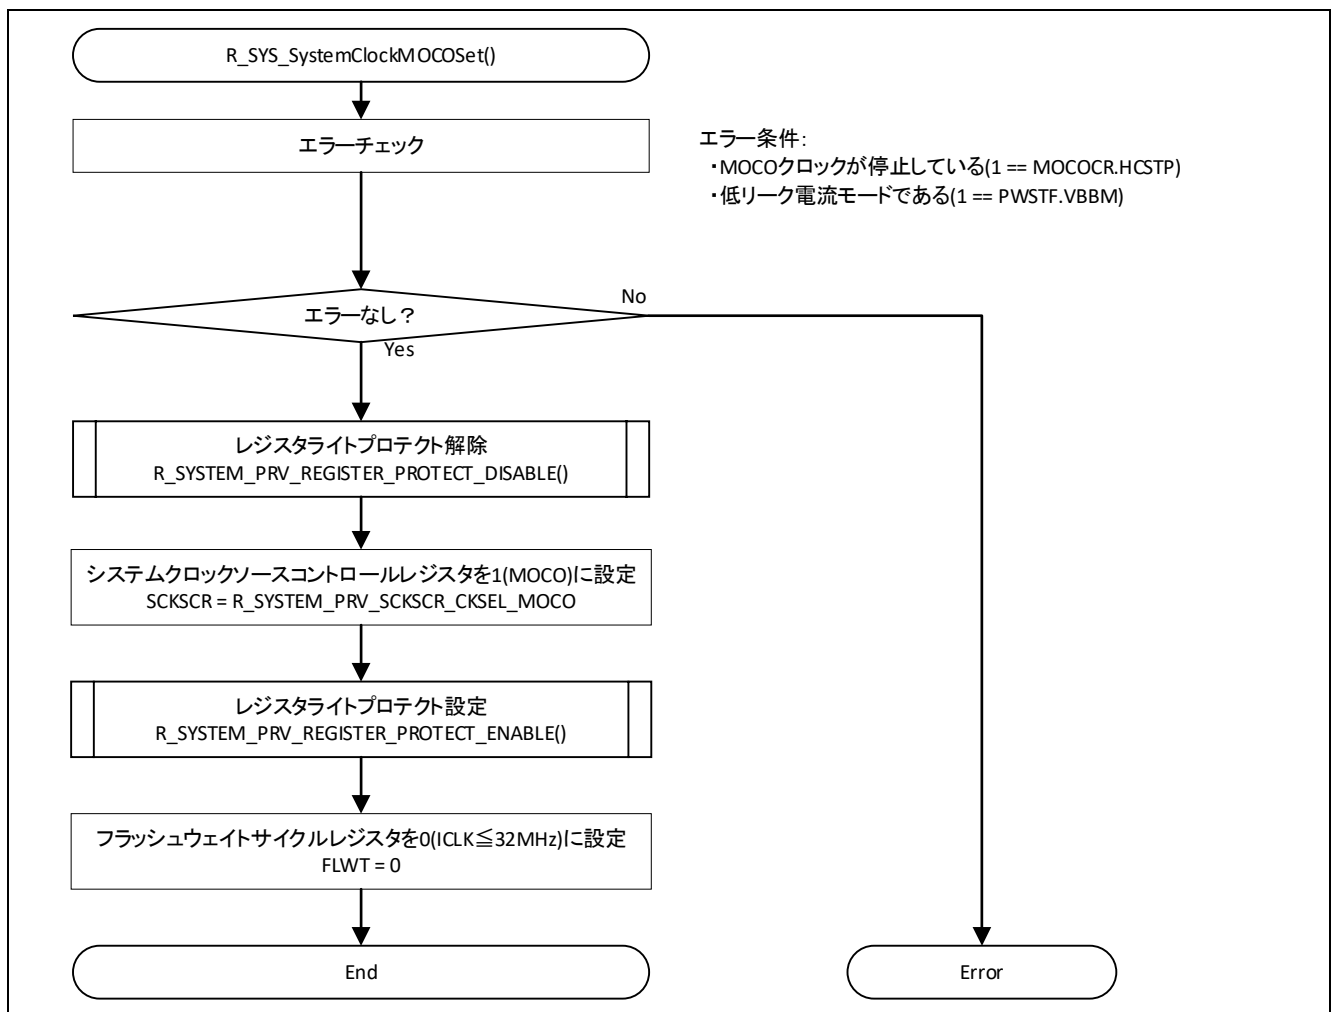 R_SYS_SystemClockMOCOSet()
エラーチェック
エラー条件:
・MOCOクロックが停止している(1 == MOCOCR.HCSTP)
・低リーク電流モードである(1 == PWSTF.VBBM)
エラーなし？
No
Yes
レジスタライトプロテクト解除
R_SYSTEM_PRV_REGISTER_PROTECT_DISABLE()
システムクロックソースコントロールレジスタを1(MOCO)に設定
SCKSCR = R_SYSTEM_PRV_SCKSCR_CKSEL_MOCO
レジスタライトプロテクト設定
R_SYSTEM_PRV_REGISTER_PROTECT_ENABLE()
フラッシュウェイトサイクルレジスタを0(ICLK≦32MHz)に設定
FLWT = 0
End
Error